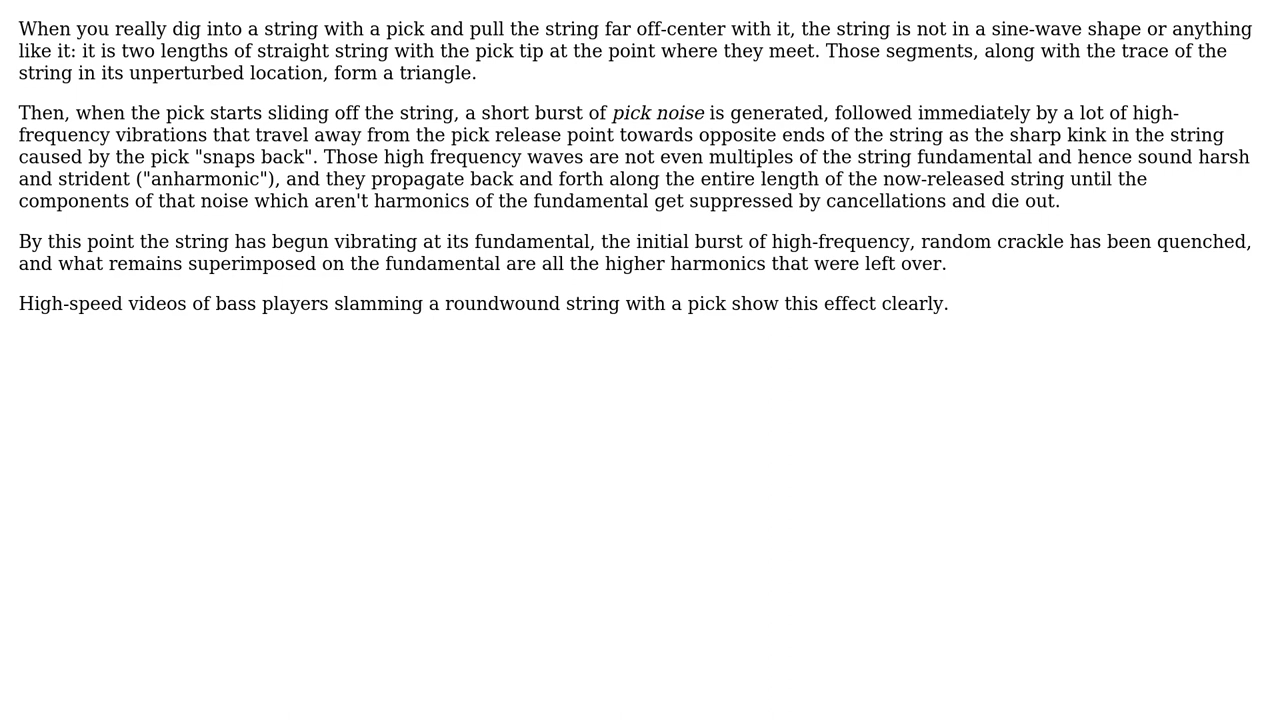 When you really dig into a string with a pick and pull the string far off-center with it, the string is not in a sine-wave shape or anything
like it: it is two lengths of straight string with the pick tip at the point where they meet. Those segments, along with the trace of the
string in its unperturbed location, form a triangle.
Then, when the pick starts sliding off the string, a short burst of pick noise is generated, followed immediately by a lot of high-
frequency vibrations that travel away from the pick release point towards opposite ends of the string as the sharp kink in the string
caused by the pick "snaps back". Those high frequency waves are not even multiples of the string fundamental and hence sound harsh
and strident ("anharmonic"), and they propagate back and forth along the entire length of the now-released string until the
components of that noise which aren't harmonics of the fundamental get suppressed by cancellations and die out.
By this point the string has begun vibrating at its fundamental, the initial burst of high-frequency, random crackle has been quenched,
and what remains superimposed on the fundamental are all the higher harmonics that were left over.
High-speed videos of bass players slamming a roundwound string with a pick show this effect clearly.